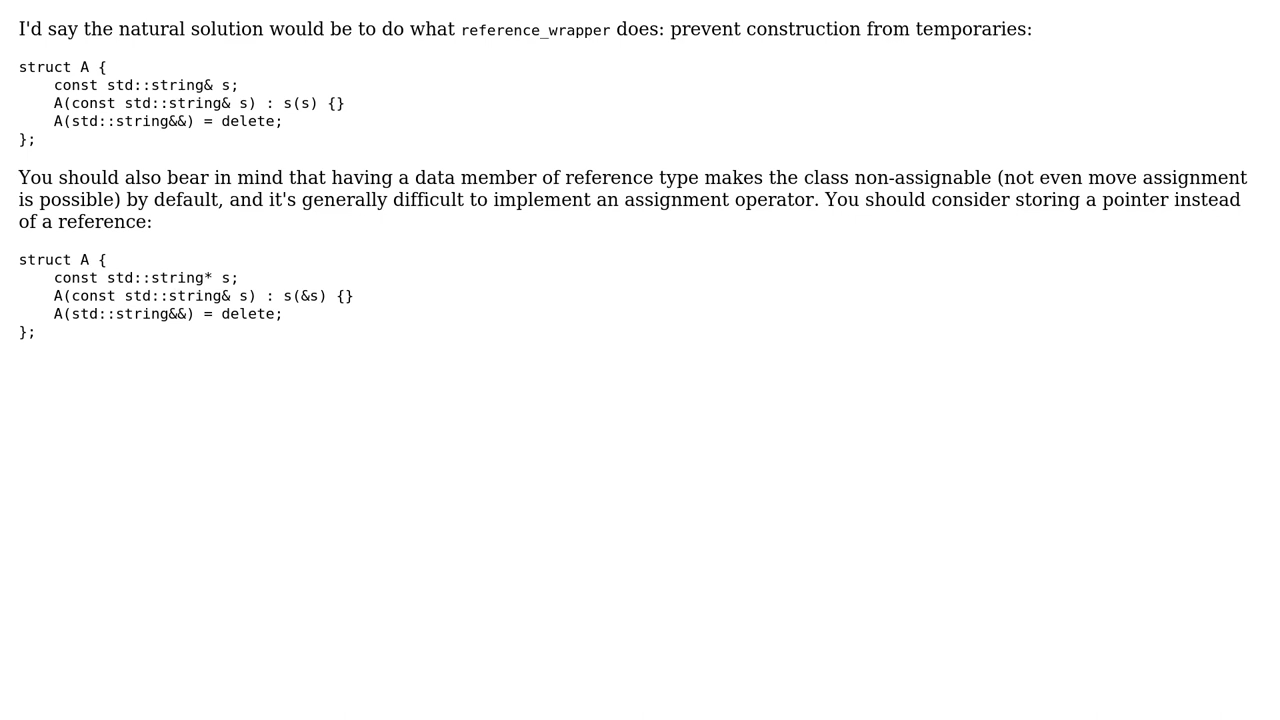 I'd say the natural solution would be to do what reference_wrapper does: prevent construction from temporaries:
struct A {
    const std::string& s;
    A(const std::string& s) : s(s) {}
    A(std::string&&) = delete;
};
You should also bear in mind that having a data member of reference type makes the class non-assignable (not even move assignment
is possible) by default, and it's generally difficult to implement an assignment operator. You should consider storing a pointer instead
of a reference:
struct A {
    const std::string* s;
    A(const std::string& s) : s(&s) {}
    A(std::string&&) = delete;
};